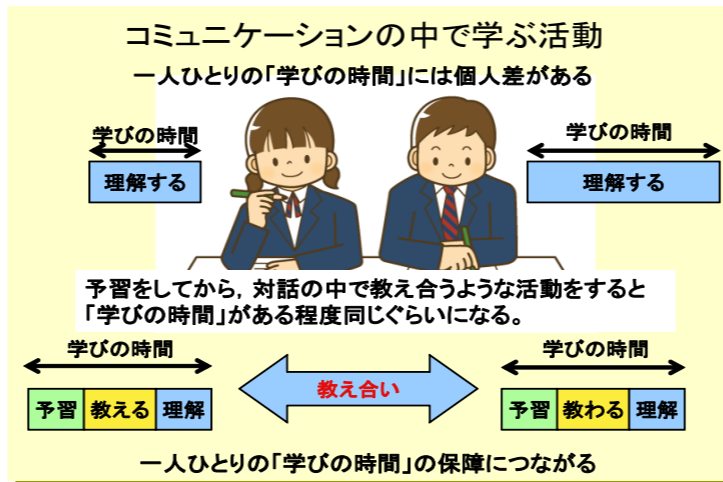 コミュニケーションの中で学ぶ活動
一人ひとりの「学びの時間」には個人差がある
学びの時間
理解する
学びの時間
理解する
予習をしてから，対話の中で教え合うような活動をすると
「学びの時間」がある程度同じぐらいになる。
学びの時間
予習 教える 理解
教え合い
学びの時間
予習 教わる 理解
一人ひとりの「学びの時間」の保障につながる